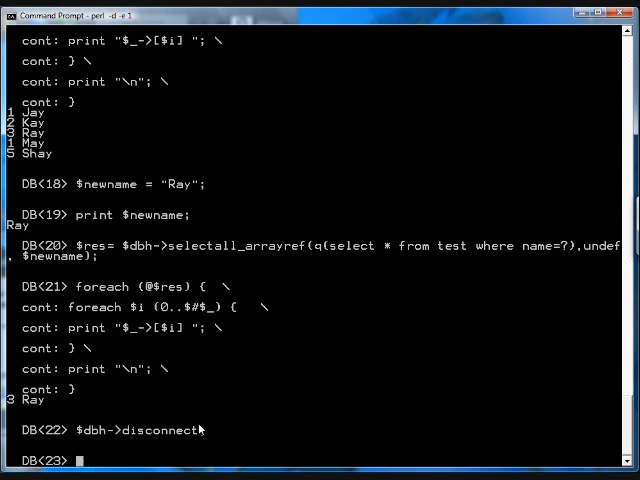 Command Prompt - perl -d -e 1
cont: print "$_->[$i] "; \
cont: } \
cont: print "\n"; \
cont: }
1 Jay
2 Kay
3 Ray
1 May
5 Shay
DB<18> $newname = "Ray";
DB<19> print $newname;
Ray
DB<20> $res= $dbh->selectall_arrayref(q(select * from test where name=?),undef
, $newname);
DB<21> foreach (@$res) { \
cont: foreach $i (0..$#$_) { \
cont: print "$_->[$i] "; \
cont: } \
cont: print "\n"; \
cont: }
3 Ray
DB<22> $dbh->disconnect;
DB<23>